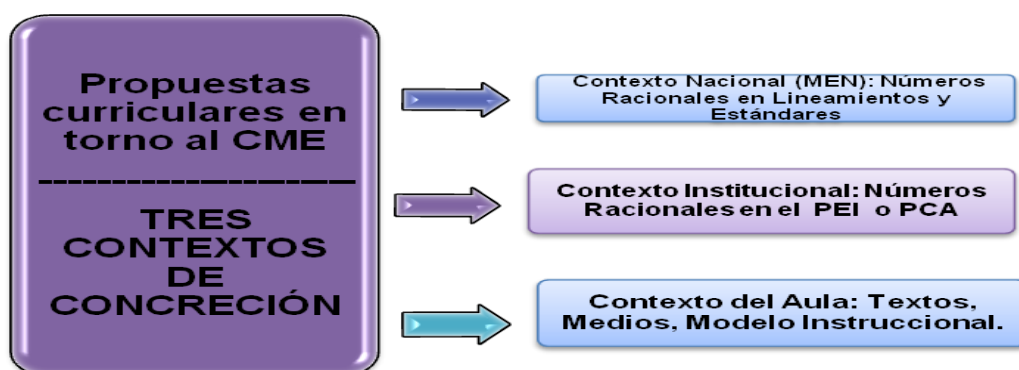 Propuestas
curriculares en
torno al CME
----------------------
TRES
CONTEXTOS
DE
CONCRECIÓN
Contexto Nacional (MEN): Números
Racionales en Lineamientos y
Estándares
Contexto Institucional: Números
Racionales en el PEI o PCA
Contexto del Aula: Textos,
Medios, Modelo Instruccional.